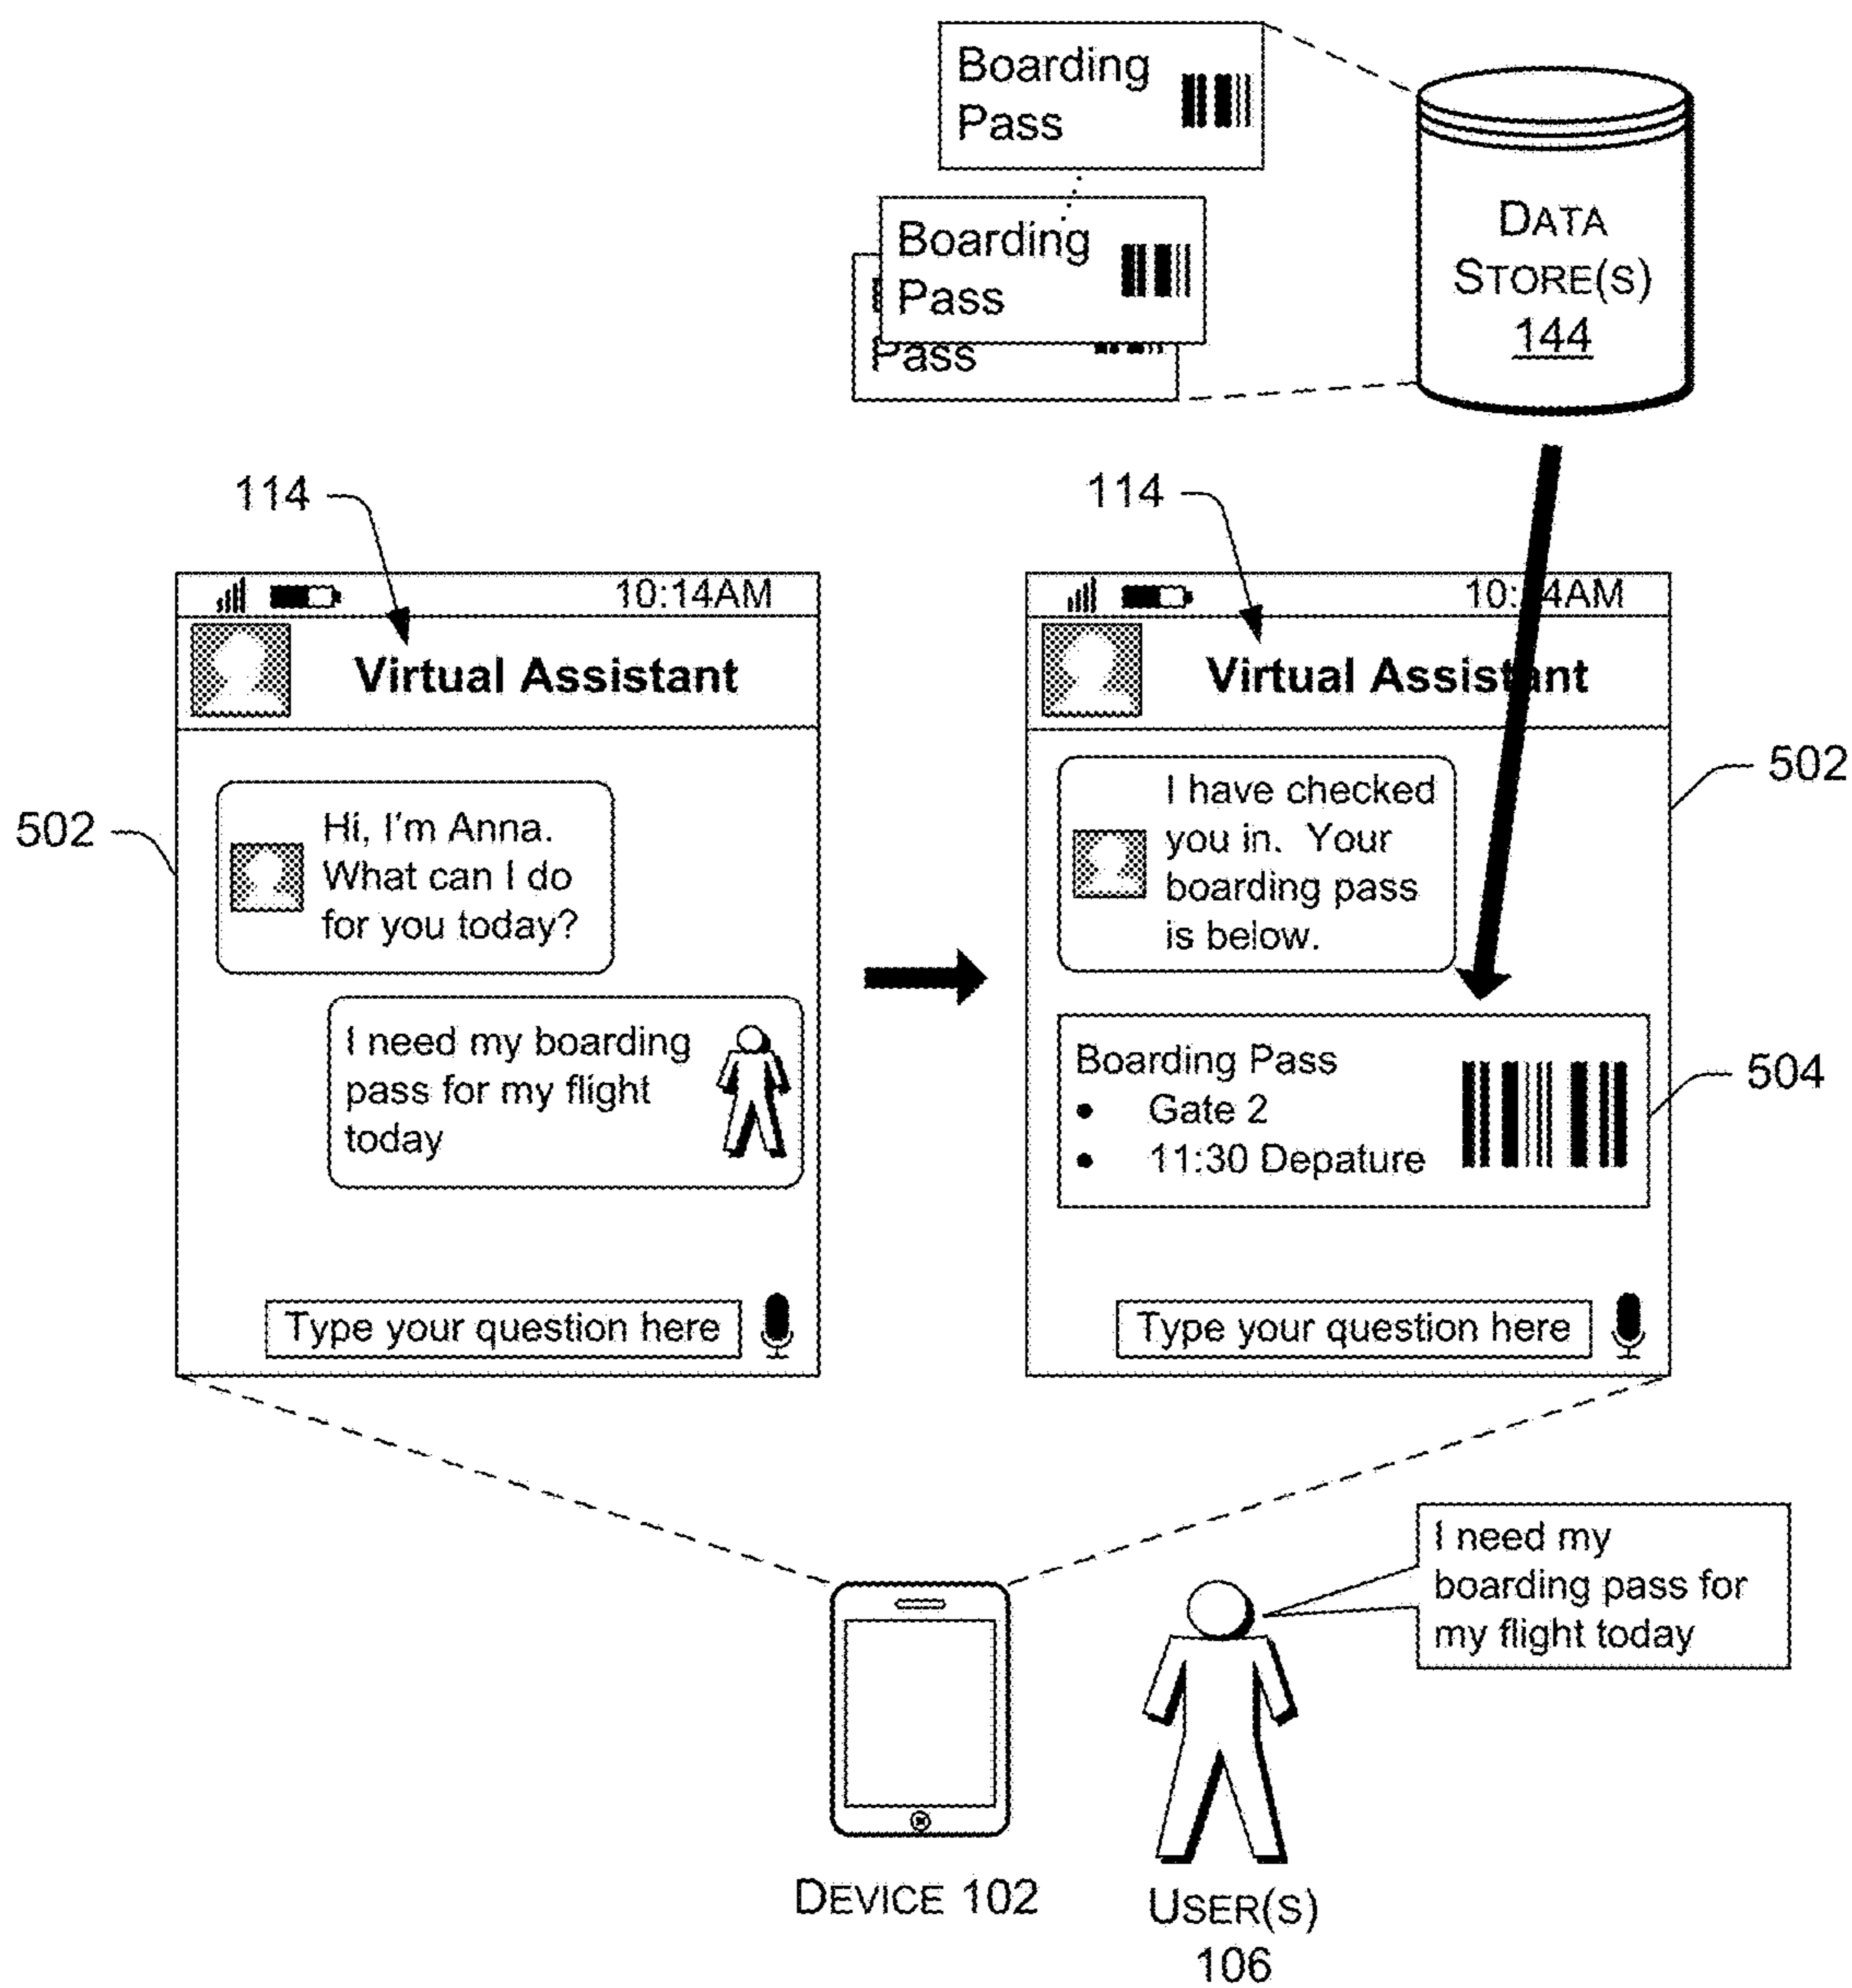 Boarding
Pass
Boarding
Pass
Pass
DATA
STORE(S)
144
114
114
10:14AM
Virtual Assistant
502
Hi, I'm Anna.
What can I do
for you today?
I need my boarding
pass for my flight
today
Type your question here
10:14AM
Virtual Assistant
502
I have checked
you in. Your
boarding pass
is below.
Boarding Pass
• Gate 2
• 11:30 Depature
504
Type your question here
I need my
boarding pass for
my flight today
DEVICE 102
USER(S)
106